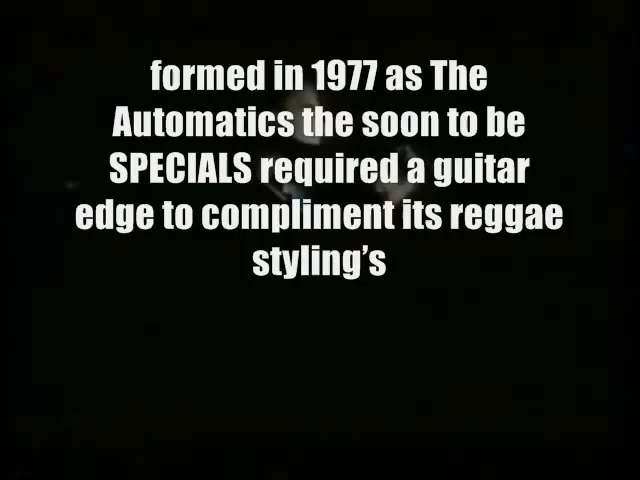 formed in 1977 as The
Automatics the soon to be
SPECIALS required a guitar
edge to compliment its reggae
styling’s